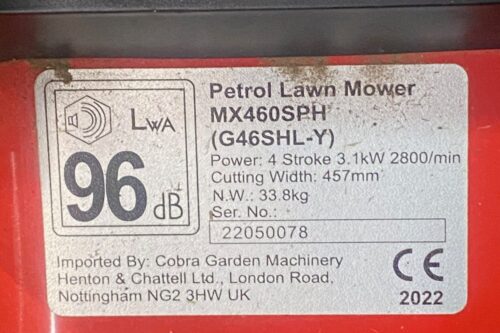 LWA
96 dB
Petrol Lawn Mower
MX460SPH
(G46SHL-Y)
Power: 4 Stroke 3.1kW 2800/min
Cutting Width: 457mm
N.W.: 33.8kg
Ser. No.:
22050078
Imported By: Cobra Garden Machinery
Henton & Chattell Ltd., London Road,
Nottingham NG2 3HW UK
CE
2022